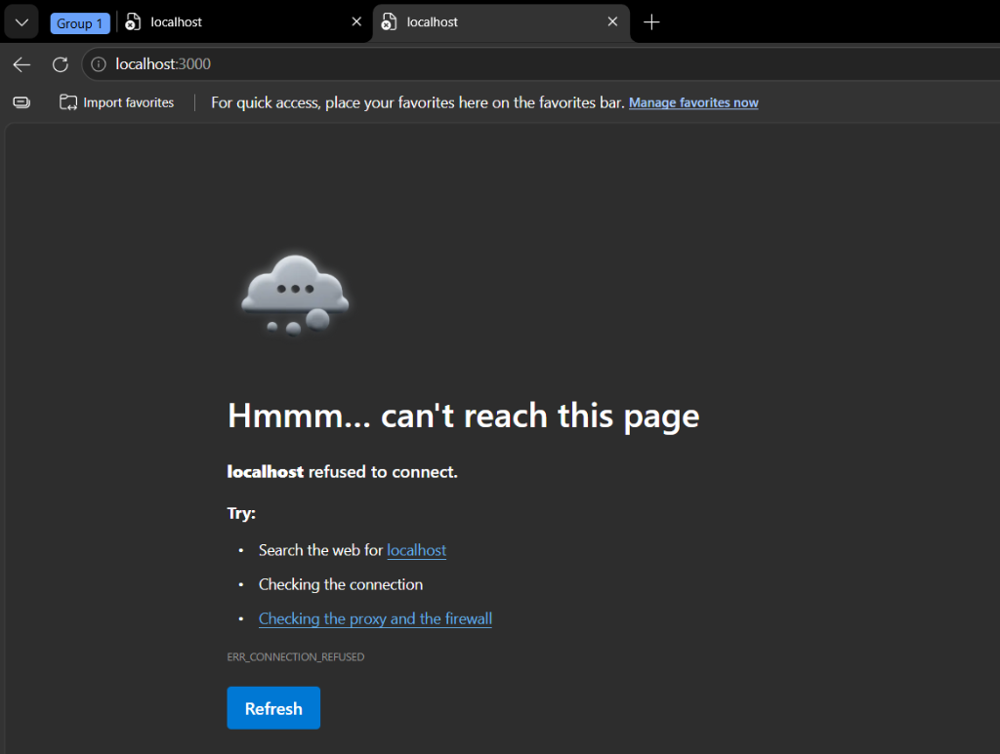 Group 1
localhost
localhost
localhost:3000
Import favorites
For quick access, place your favorites here on the favorites bar. Manage favorites now
Hmmm... can't reach this page
localhost refused to connect.
Try:
• Search the web for localhost
• Checking the connection
• Checking the proxy and the firewall
ERR_CONNECTION_REFUSED
Refresh